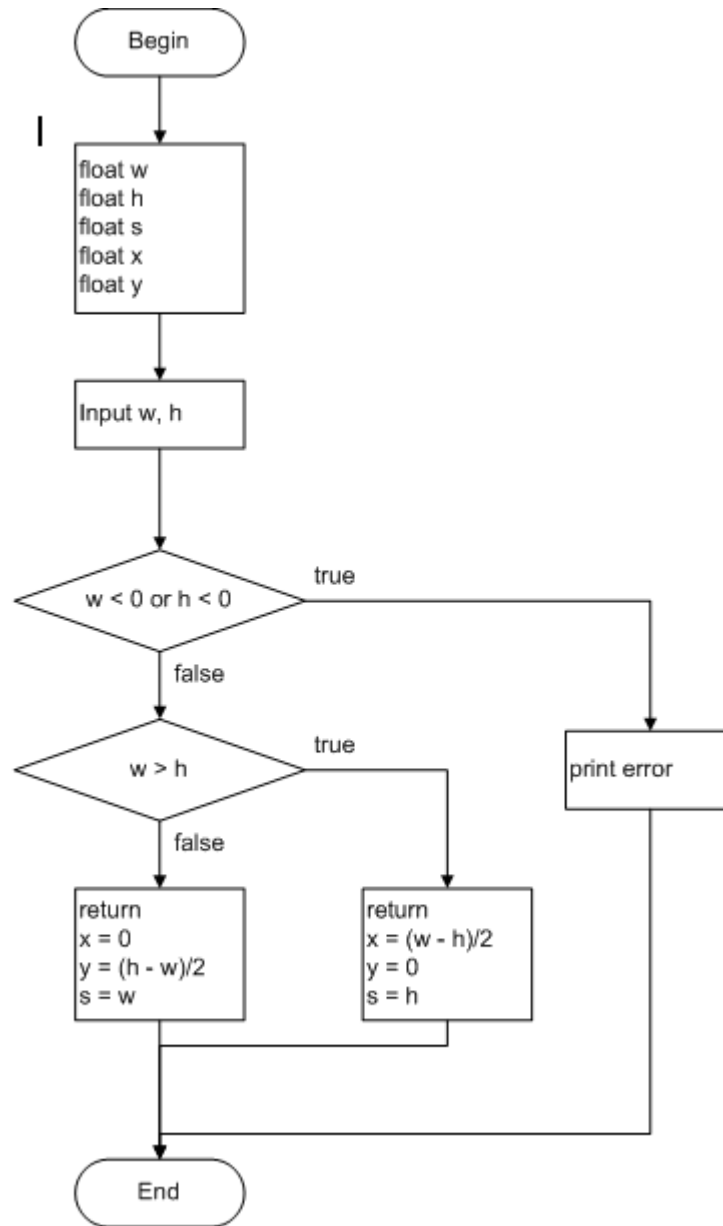 Begin
float w
float h
float s
float x
float y
Input w, h
w < 0 or h < 0
true
false
w > h
true
print error
false
return
x = 0
y = (h - w)/2
s = w
return
x = (w - h)/2
y = 0
s = h
End